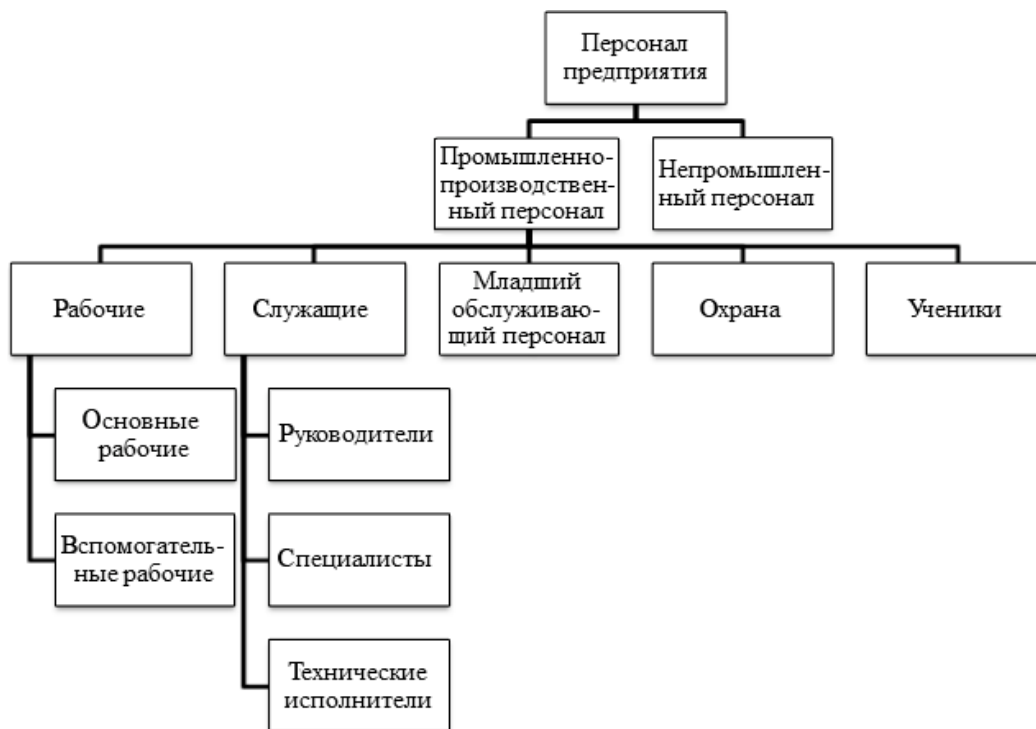 Персонал
предприятия
Промышленно-
производствен-
ный персонал
Непромышлен-
ный персонал
Рабочие
Служащие
Младший
обслуживаю-
щий персонал
Охрана
Ученики
Основные
рабочие
Руководители
Вспомогатель-
ные рабочие
Специалисты
Технические
исполнители